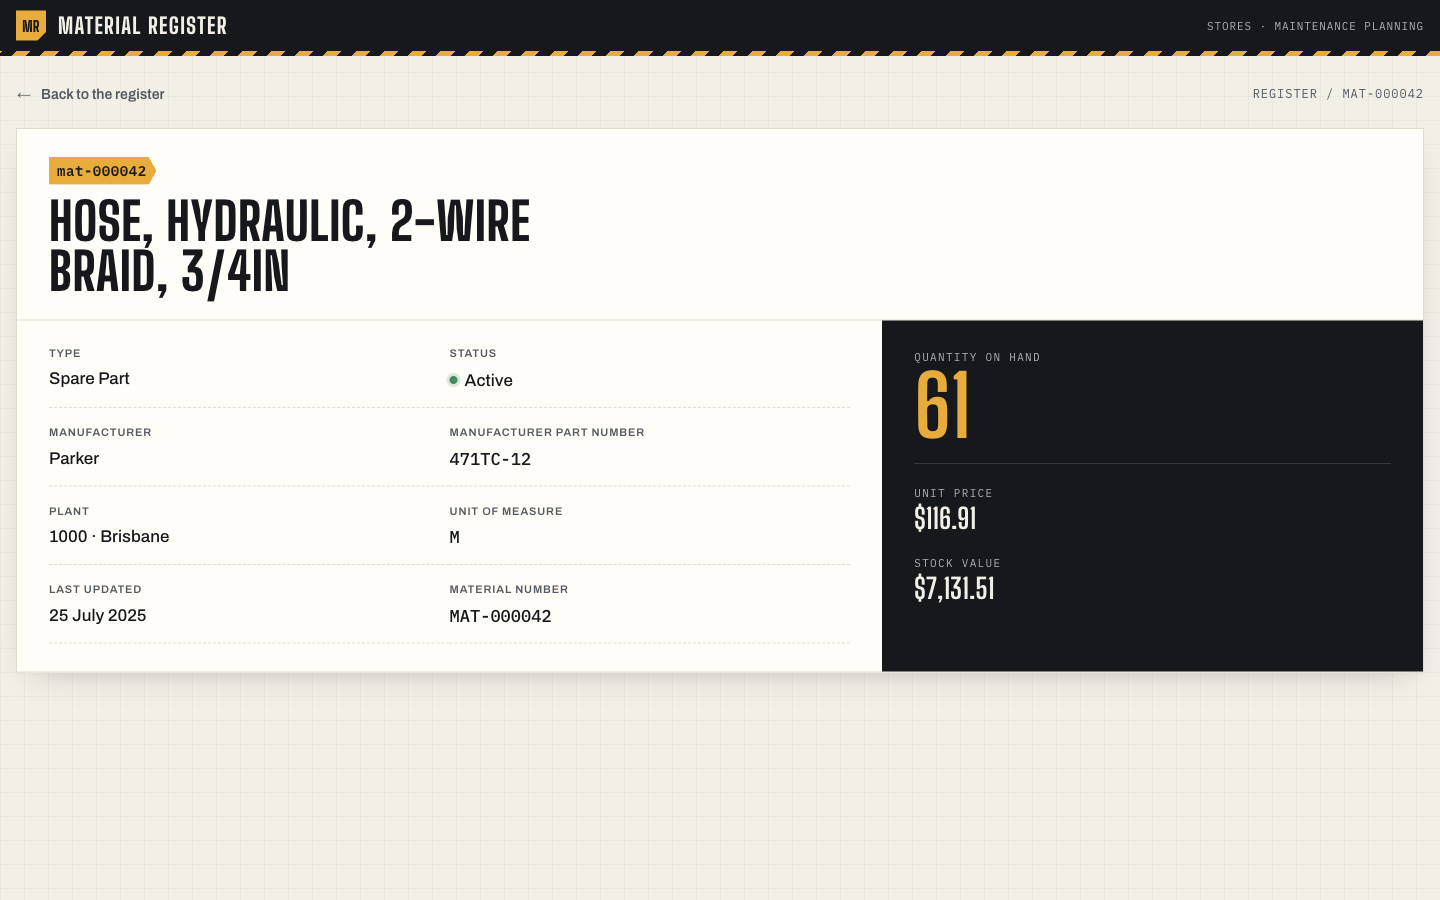 MR MATERIAL REGISTER
STORES · MAINTENANCE PLANNING
← Back to the register
REGISTER / MAT-000042
mat-000042
HOSE, HYDRAULIC, 2-WIRE
BRAID, 3/4IN
TYPE
Spare Part
STATUS
Active
MANUFACTURER
Parker
MANUFACTURER PART NUMBER
471TC-12
PLANT
1000 · Brisbane
UNIT OF MEASURE
M
LAST UPDATED
25 July 2025
MATERIAL NUMBER
MAT-000042
QUANTITY ON HAND
61
UNIT PRICE
$116.91
STOCK VALUE
$7,131.51